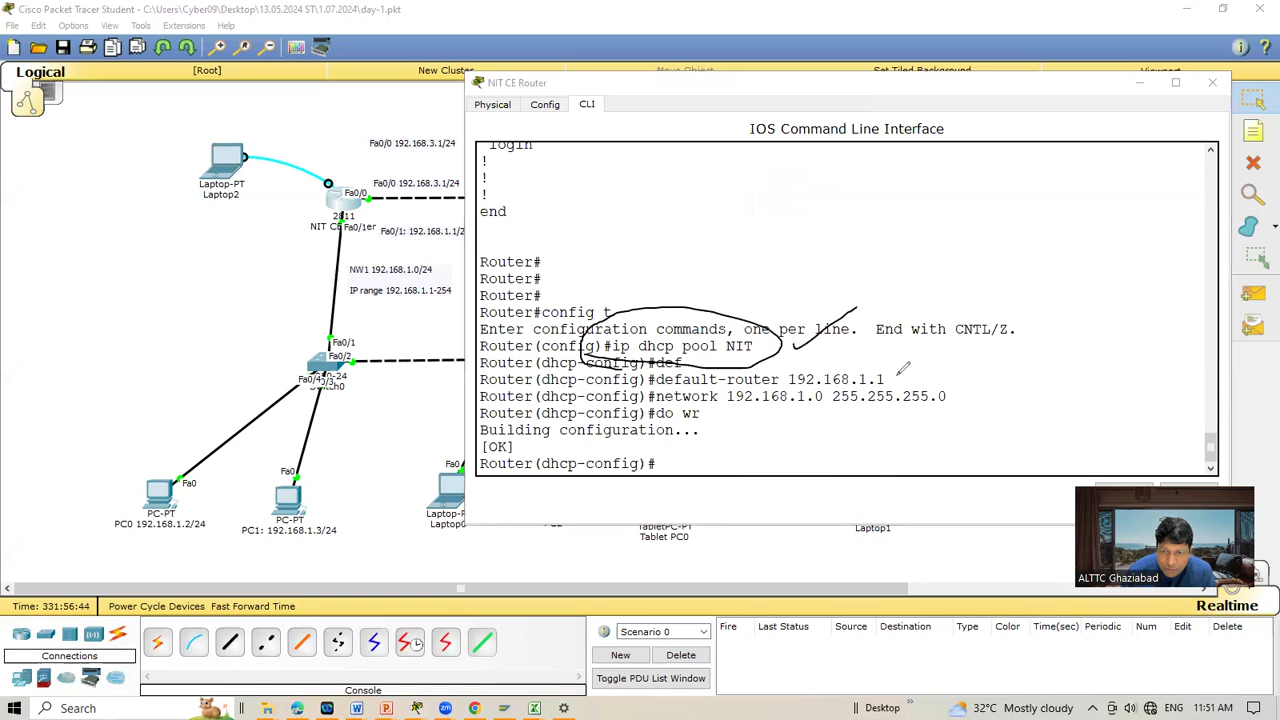 Cisco Packet Tracer Student - C:\Users\Cyber09\Desktop\13.05.2024 ST\1.07.2024\day-1.pkt
File Edit Options View Tools Extensions Help
Logical [Root] New Cluster Move Object Set Tiled Background Viewport
NIT CE Router
Physical Config CLI
IOS Command Line Interface
login
!
!
!
end
Router#
Router#
Router#
Router#config t
Enter configuration commands, one per line. End with CNTL/Z.
Router(config)#ip dhcp pool NIT
Router(dhcp-config)#def
Router(dhcp-config)#default-router 192.168.1.1
Router(dhcp-config)#network 192.168.1.0 255.255.255.0
Router(dhcp-config)#do wr
Building configuration...
[OK]
Router(dhcp-config)#
Fa0/0 192.168.3.1/24
Laptop-PT
Laptop2
Fa0/0 192.168.3.1/24
Fa0/0
2811
NIT CE
Fa0/1
Fa0/1: 192.168.1.1/2
NW1 192.168.1.0/24
IP range 192.168.1.1-254
Fa0/1
Fa0/2
Fa0/4
Fa0
PC-PT
PC0 192.168.1.2/24
Fa0
PC-PT
PC1: 192.168.1.3/24
Fa0
Laptop-P
Laptop0
TabletPC-PT
Tablet PC0
Laptop1
ALTTC Ghaziabad
Time: 331:56:44 Power Cycle Devices Fast Forward Time Realtime
Connections
Console
Scenario 0
New Delete
Toggle PDU List Window
Fire Last Status Source Destination Type Color Time(sec) Periodic Num Edit Delete
Search
Desktop
32°C Mostly cloudy
ENG
11:51 AM